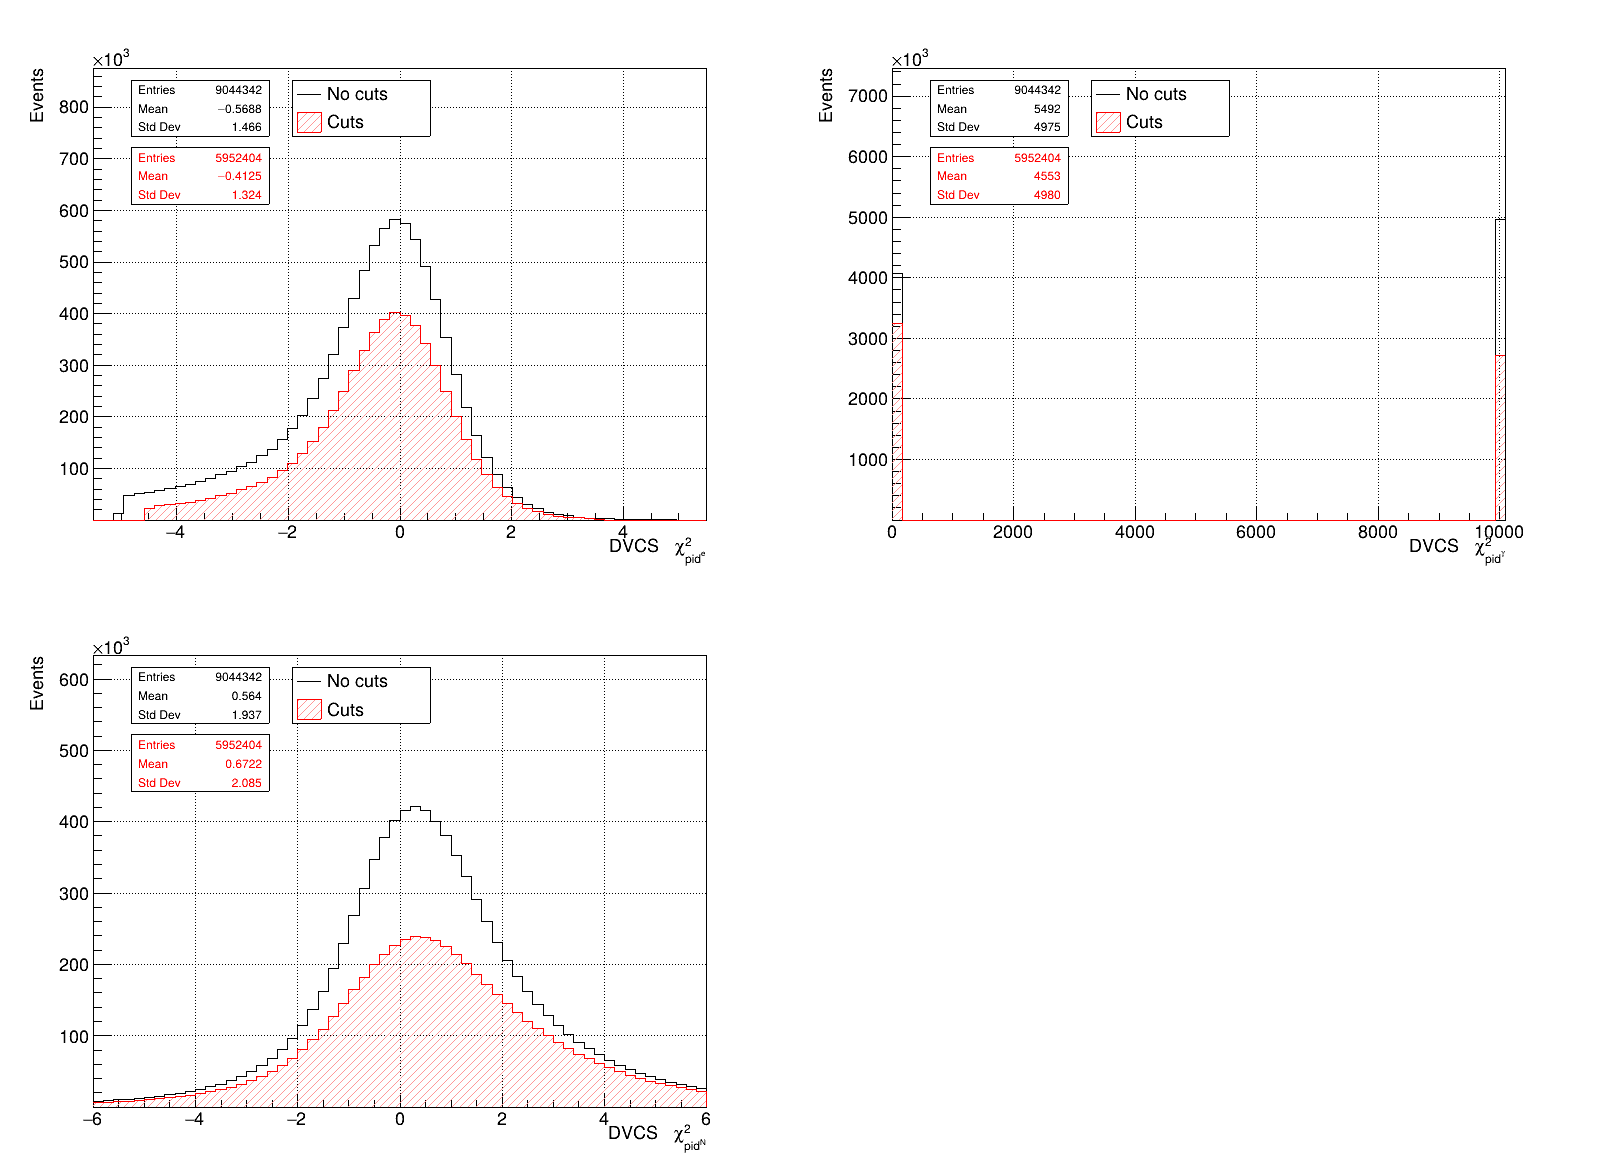 ×10³
Events
Entries 9044342
Mean −0.5688
Std Dev 1.466
Entries 5952404
Mean −0.4125
Std Dev 1.324
No cuts
Cuts
800
700
600
500
400
300
200
100
−4 −2 0 2 4
DVCS χ²pidᵉ
×10³
Events
Entries 9044342
Mean 5492
Std Dev 4975
Entries 5952404
Mean 4553
Std Dev 4980
No cuts
Cuts
7000
6000
5000
4000
3000
2000
1000
0 2000 4000 6000 8000 10000
DVCS χ²pidᵞ
×10³
Events
Entries 9044342
Mean 0.564
Std Dev 1.937
Entries 5952404
Mean 0.6722
Std Dev 2.085
No cuts
Cuts
600
500
400
300
200
100
−6 −4 −2 0 2 4 6
DVCS χ²pidᴺ